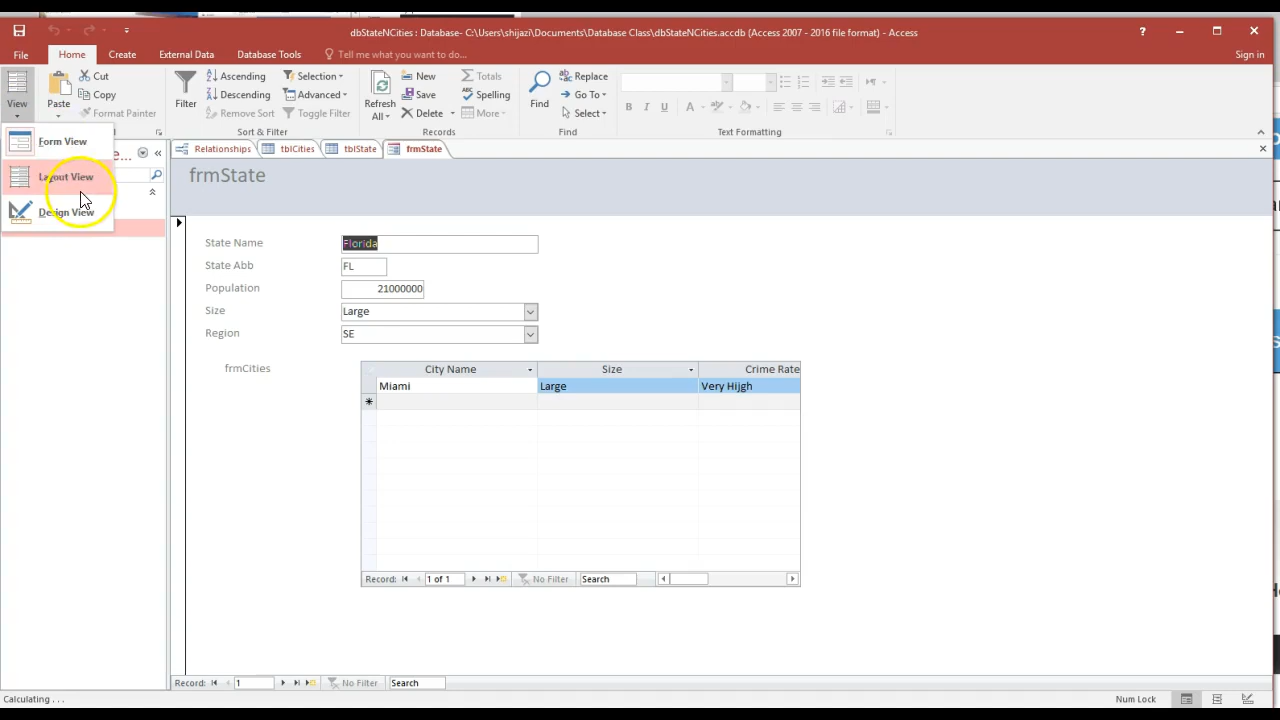 dbStateNCities : Database- C:\Users\shijazi\Documents\Database Class\dbStateNCities.accdb (Access 2007 - 2016 file format) - Access
?
File Home Create External Data Database Tools Tell me what you want to do... Sign in
View
Paste
Cut
Copy
Format Painter
Filter
Ascending
Descending
Remove Sort
Selection
Advanced
Toggle Filter
Sort & Filter
Refresh
All
New
Save
Delete
Totals
Spelling
More
Records
Find
Replace
Go To
Select
Find
B I U A
Text Formatting
Form View
Layout View
Design View
e...
«
Relationships tblCities tblState frmState
frmState
State Name Florida
State Abb FL
Population 21000000
Size Large
Region SE
frmCities
City Name Size Crime Rate
Miami Large Very Hijgh
Record: 1 of 1 No Filter Search
Record: 1 No Filter Search
Calculating . . . Num Lock